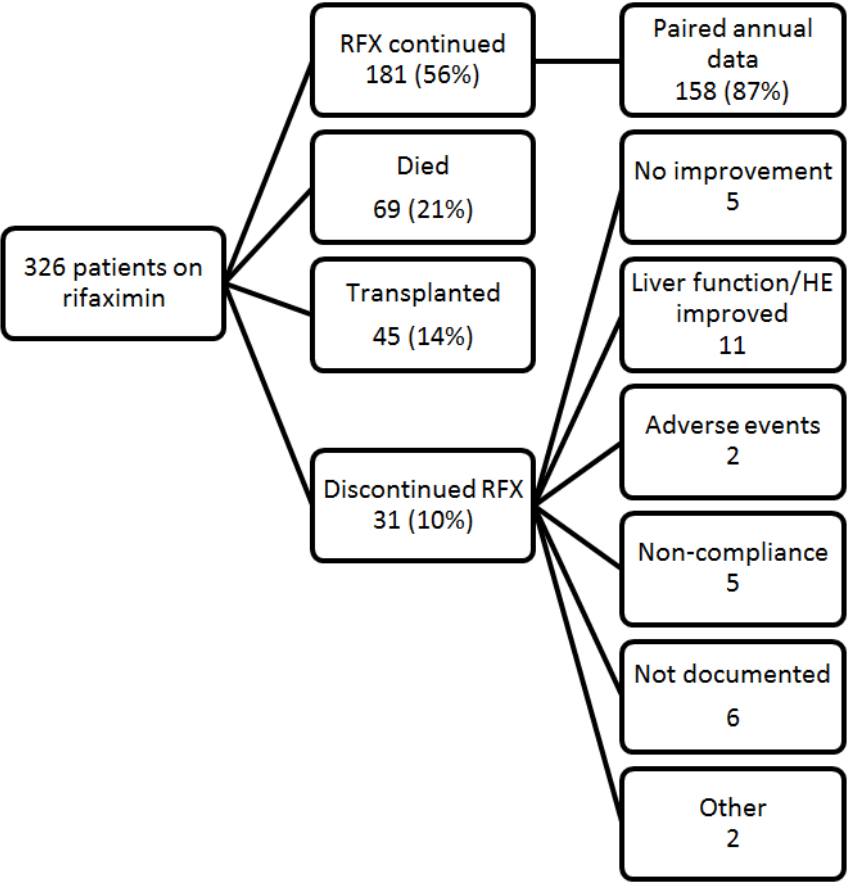 326 patients on
rifaximin
RFX continued
181 (56%)
Died
69 (21%)
Transplanted
45 (14%)
Discontinued RFX
31 (10%)
Paired annual
data
158 (87%)
No improvement
5
Liver function/HE
improved
11
Adverse events
2
Non-compliance
5
Not documented
6
Other
2